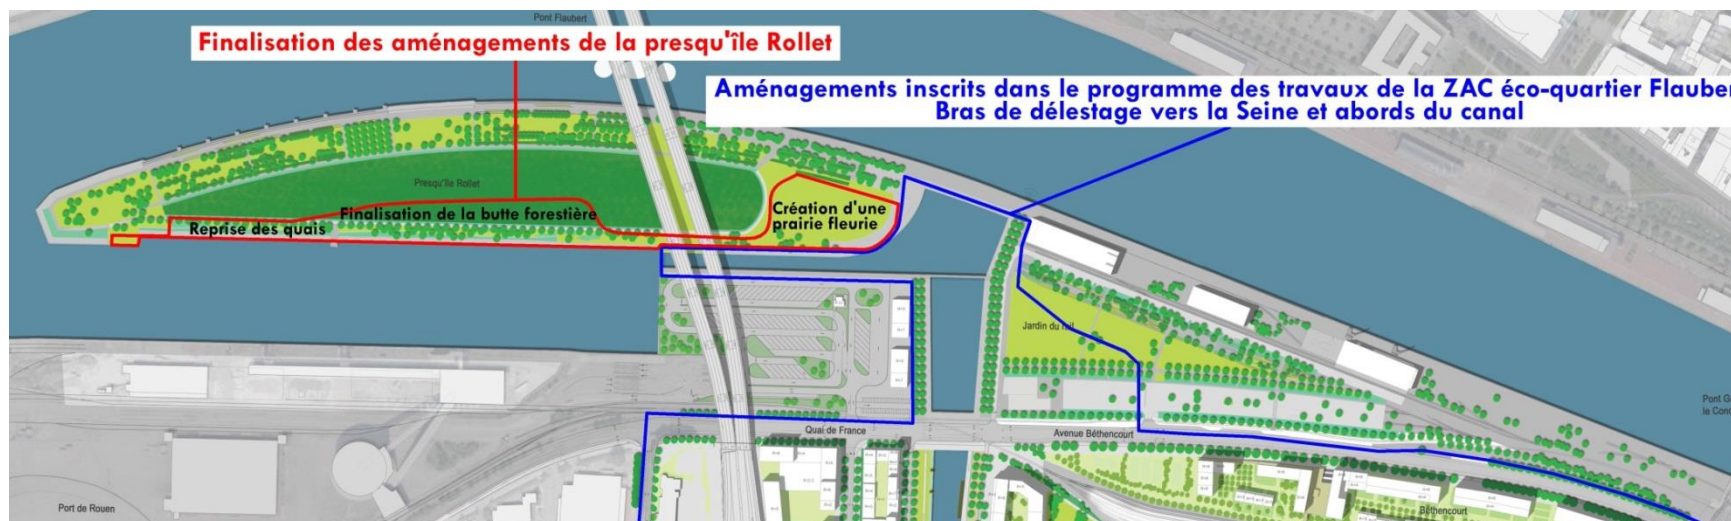 Pont Flaubert
Finalisation des aménagements de la presqu'île Rollet
Aménagements inscrits dans le programme des travaux de la ZAC éco-quartier Flauber
Bras de délestage vers la Seine et abords du canal
Presqu'île Rollet
Finalisation de la butte forestière
Reprise des quais
Création d'une
prairie fleurie
Jardin du rail
Pont G
le Conq
Quai de France
Avenue Béthencourt
Port de Rouen
Béthencourt